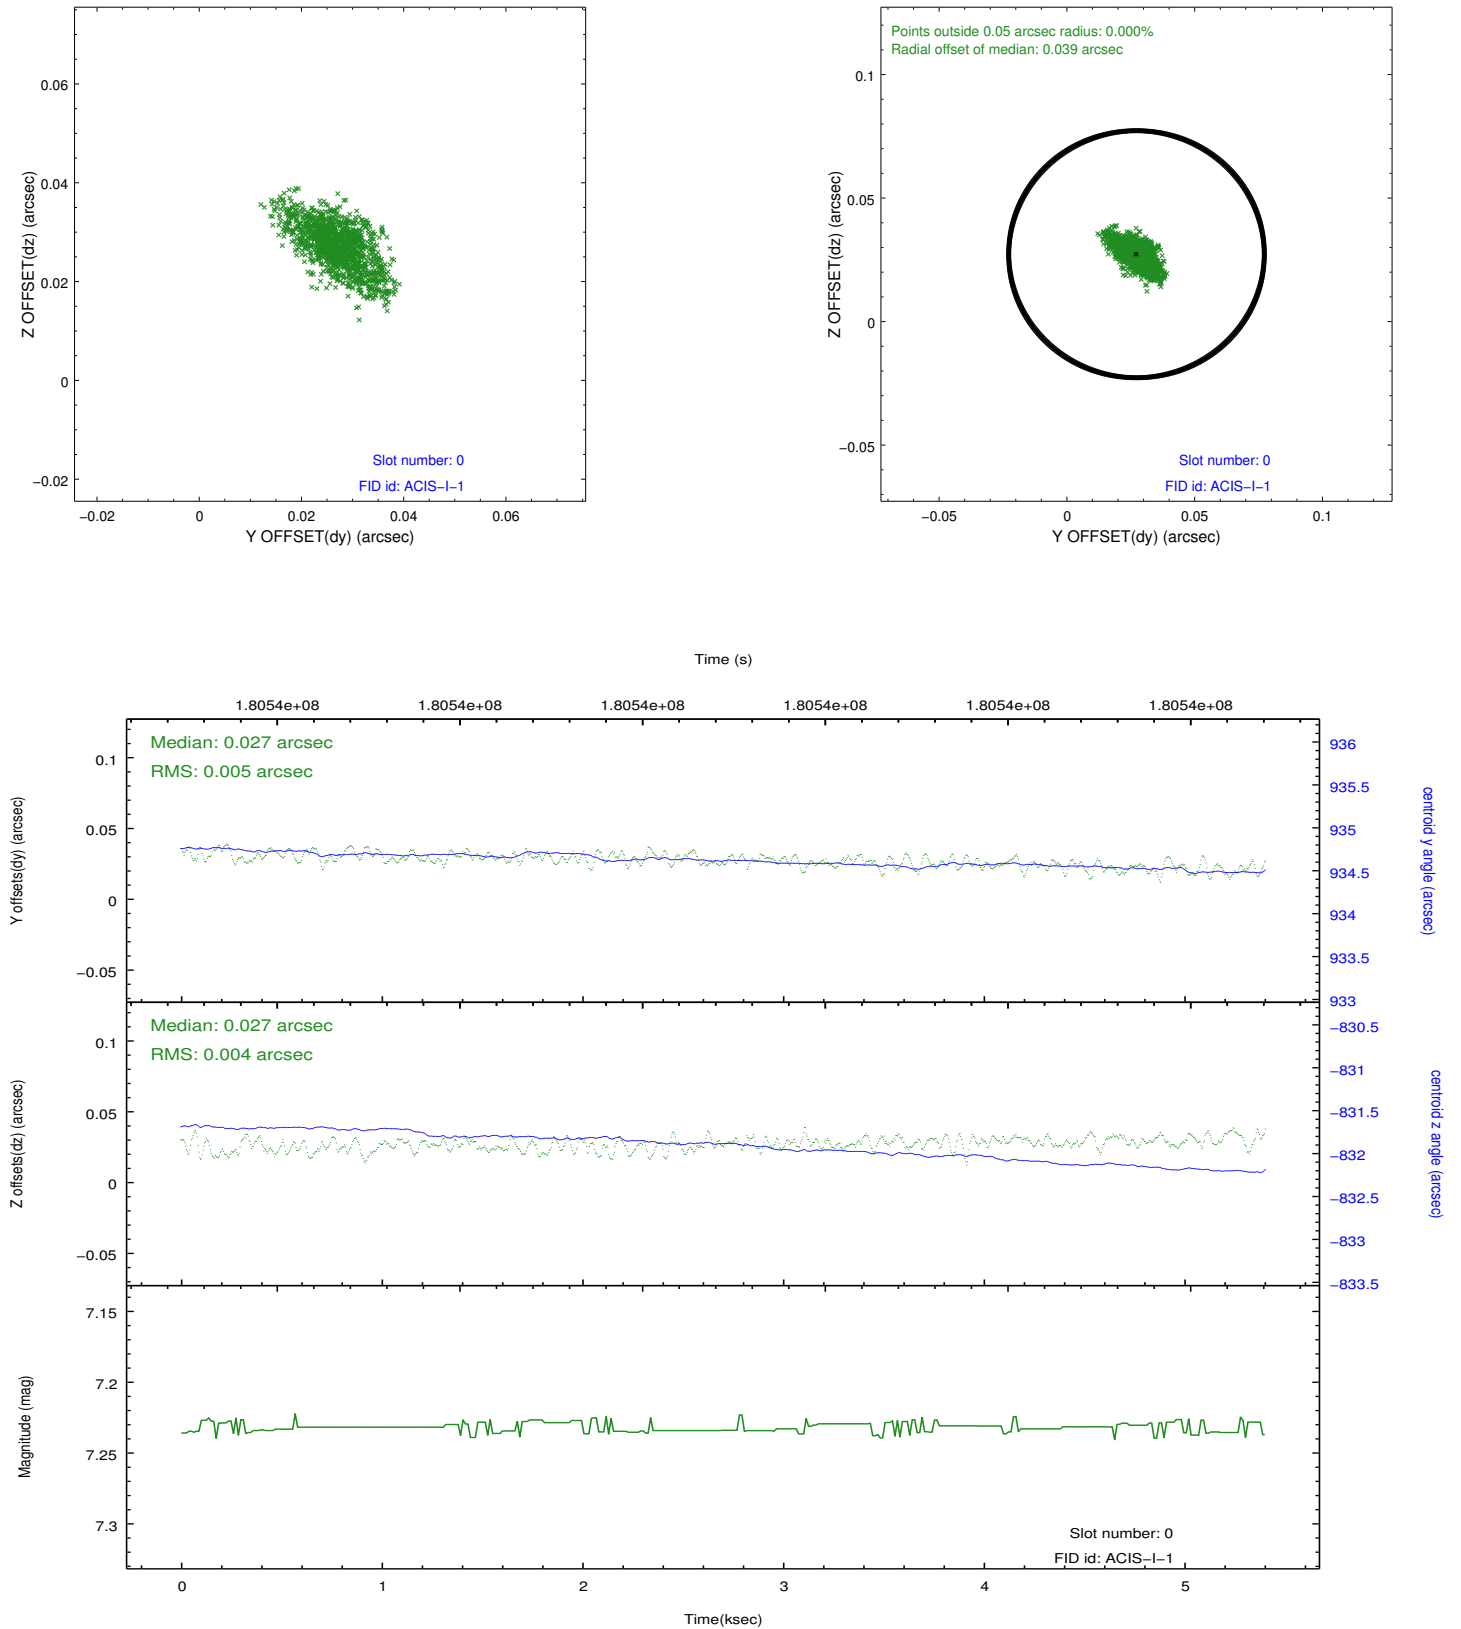 0.06
0.04
0.02
0
−0.02
Z OFFSET(dz) (arcsec)
Slot number: 0
FID id: ACIS−I−1
−0.02 0 0.02 0.04 0.06
Y OFFSET(dy) (arcsec)
Points outside 0.05 arcsec radius: 0.000%
Radial offset of median: 0.039 arcsec
0.1
0.05
0
−0.05
Z OFFSET(dz) (arcsec)
Slot number: 0
FID id: ACIS−I−1
−0.05 0 0.05 0.1
Y OFFSET(dy) (arcsec)
Time (s)
1.8054e+08 1.8054e+08 1.8054e+08 1.8054e+08 1.8054e+08 1.8054e+08
Median: 0.027 arcsec
RMS: 0.005 arcsec
0.1
0.05
0
−0.05
Y offsets(dy) (arcsec)
936
935.5
935
934.5
934
933.5
933
centroid y angle (arcsec)
Median: 0.027 arcsec
RMS: 0.004 arcsec
0.1
0.05
0
−0.05
Z offsets(dz) (arcsec)
−830.5
−831
−831.5
−832
−832.5
−833
−833.5
centroid z angle (arcsec)
7.15
7.2
7.25
7.3
Magnitude (mag)
Slot number: 0
FID id: ACIS−I−1
0 1 2 3 4 5
Time(ksec)